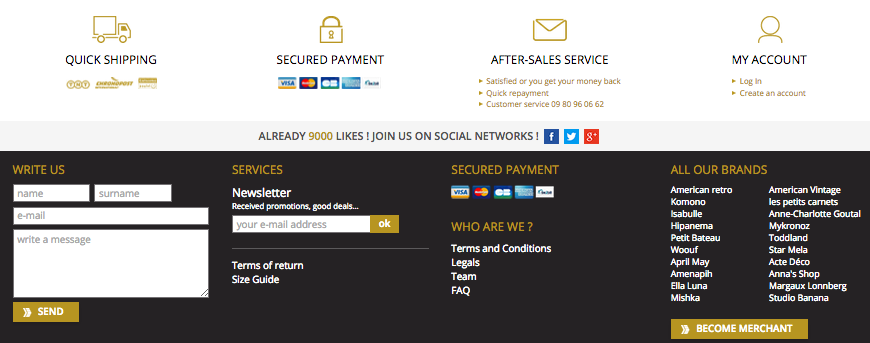 QUICK SHIPPING
SECURED PAYMENT
AFTER-SALES SERVICE
MY ACCOUNT
TNT CHRONOPOST
VISA
Satisfied or you get your money back
Quick repayment
Customer service 09 80 96 06 62
Log In
Create an account
ALREADY 9000 LIKES ! JOIN US ON SOCIAL NETWORKS !
f
g+
WRITE US
name
surname
e-mail
write a message
SEND
SERVICES
Newsletter
Received promotions, good deals...
your e-mail address
ok
Terms of return
Size Guide
SECURED PAYMENT
VISA
WHO ARE WE ?
Terms and Conditions
Legals
Team
FAQ
ALL OUR BRANDS
American retro
Komono
Isabulle
Hipanema
Petit Bateau
Woouf
April May
Amenapih
Ella Luna
Mishka
American Vintage
les petits carnets
Anne-Charlotte Goutal
Mykronoz
Toddland
Star Mela
Acte Déco
Anna's Shop
Margaux Lonnberg
Studio Banana
BECOME MERCHANT